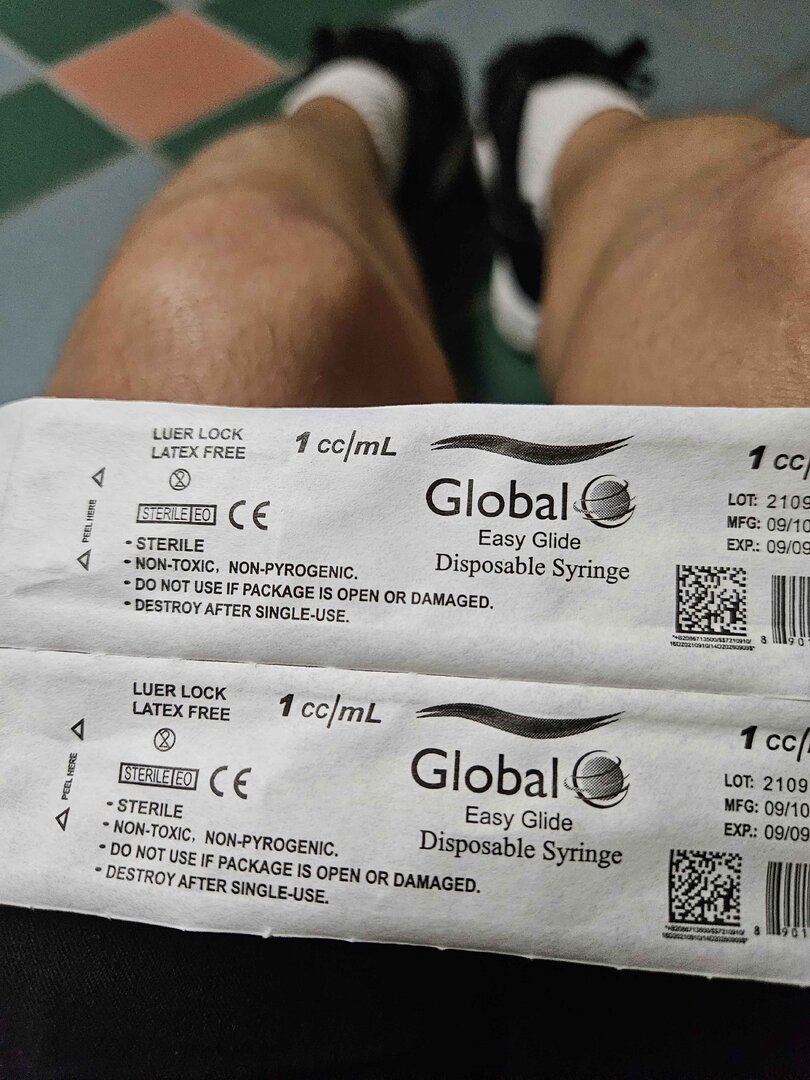 LUER LOCK
LATEX FREE
1 cc/mL
PEEL HERE
STERILE EO
CE
• STERILE
• NON-TOXIC, NON-PYROGENIC.
• DO NOT USE IF PACKAGE IS OPEN OR DAMAGED.
• DESTROY AFTER SINGLE-USE.
Global
Easy Glide
Disposable Syringe
1 cc/
LOT: 2109
MFG: 09/10
EXP.: 09/09
8 901
LUER LOCK
LATEX FREE
1 cc/mL
PEEL HERE
STERILE EO
CE
• STERILE
• NON-TOXIC, NON-PYROGENIC.
• DO NOT USE IF PACKAGE IS OPEN OR DAMAGED.
• DESTROY AFTER SINGLE-USE.
Global
Easy Glide
Disposable Syringe
1 cc/
LOT: 2109
MFG: 09/10
EXP.: 09/09
8 901